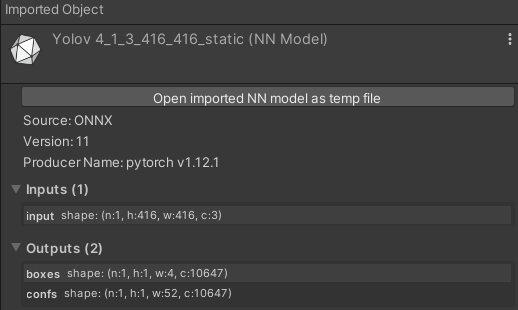 Imported Object
Yolov 4_1_3_416_416_static (NN Model)
Open imported NN model as temp file
Source: ONNX
Version: 11
Producer Name: pytorch v1.12.1
Inputs (1)
input shape: (n:1, h:416, w:416, c:3)
Outputs (2)
boxes shape: (n:1, h:1, w:4, c:10647)
confs shape: (n:1, h:1, w:52, c:10647)